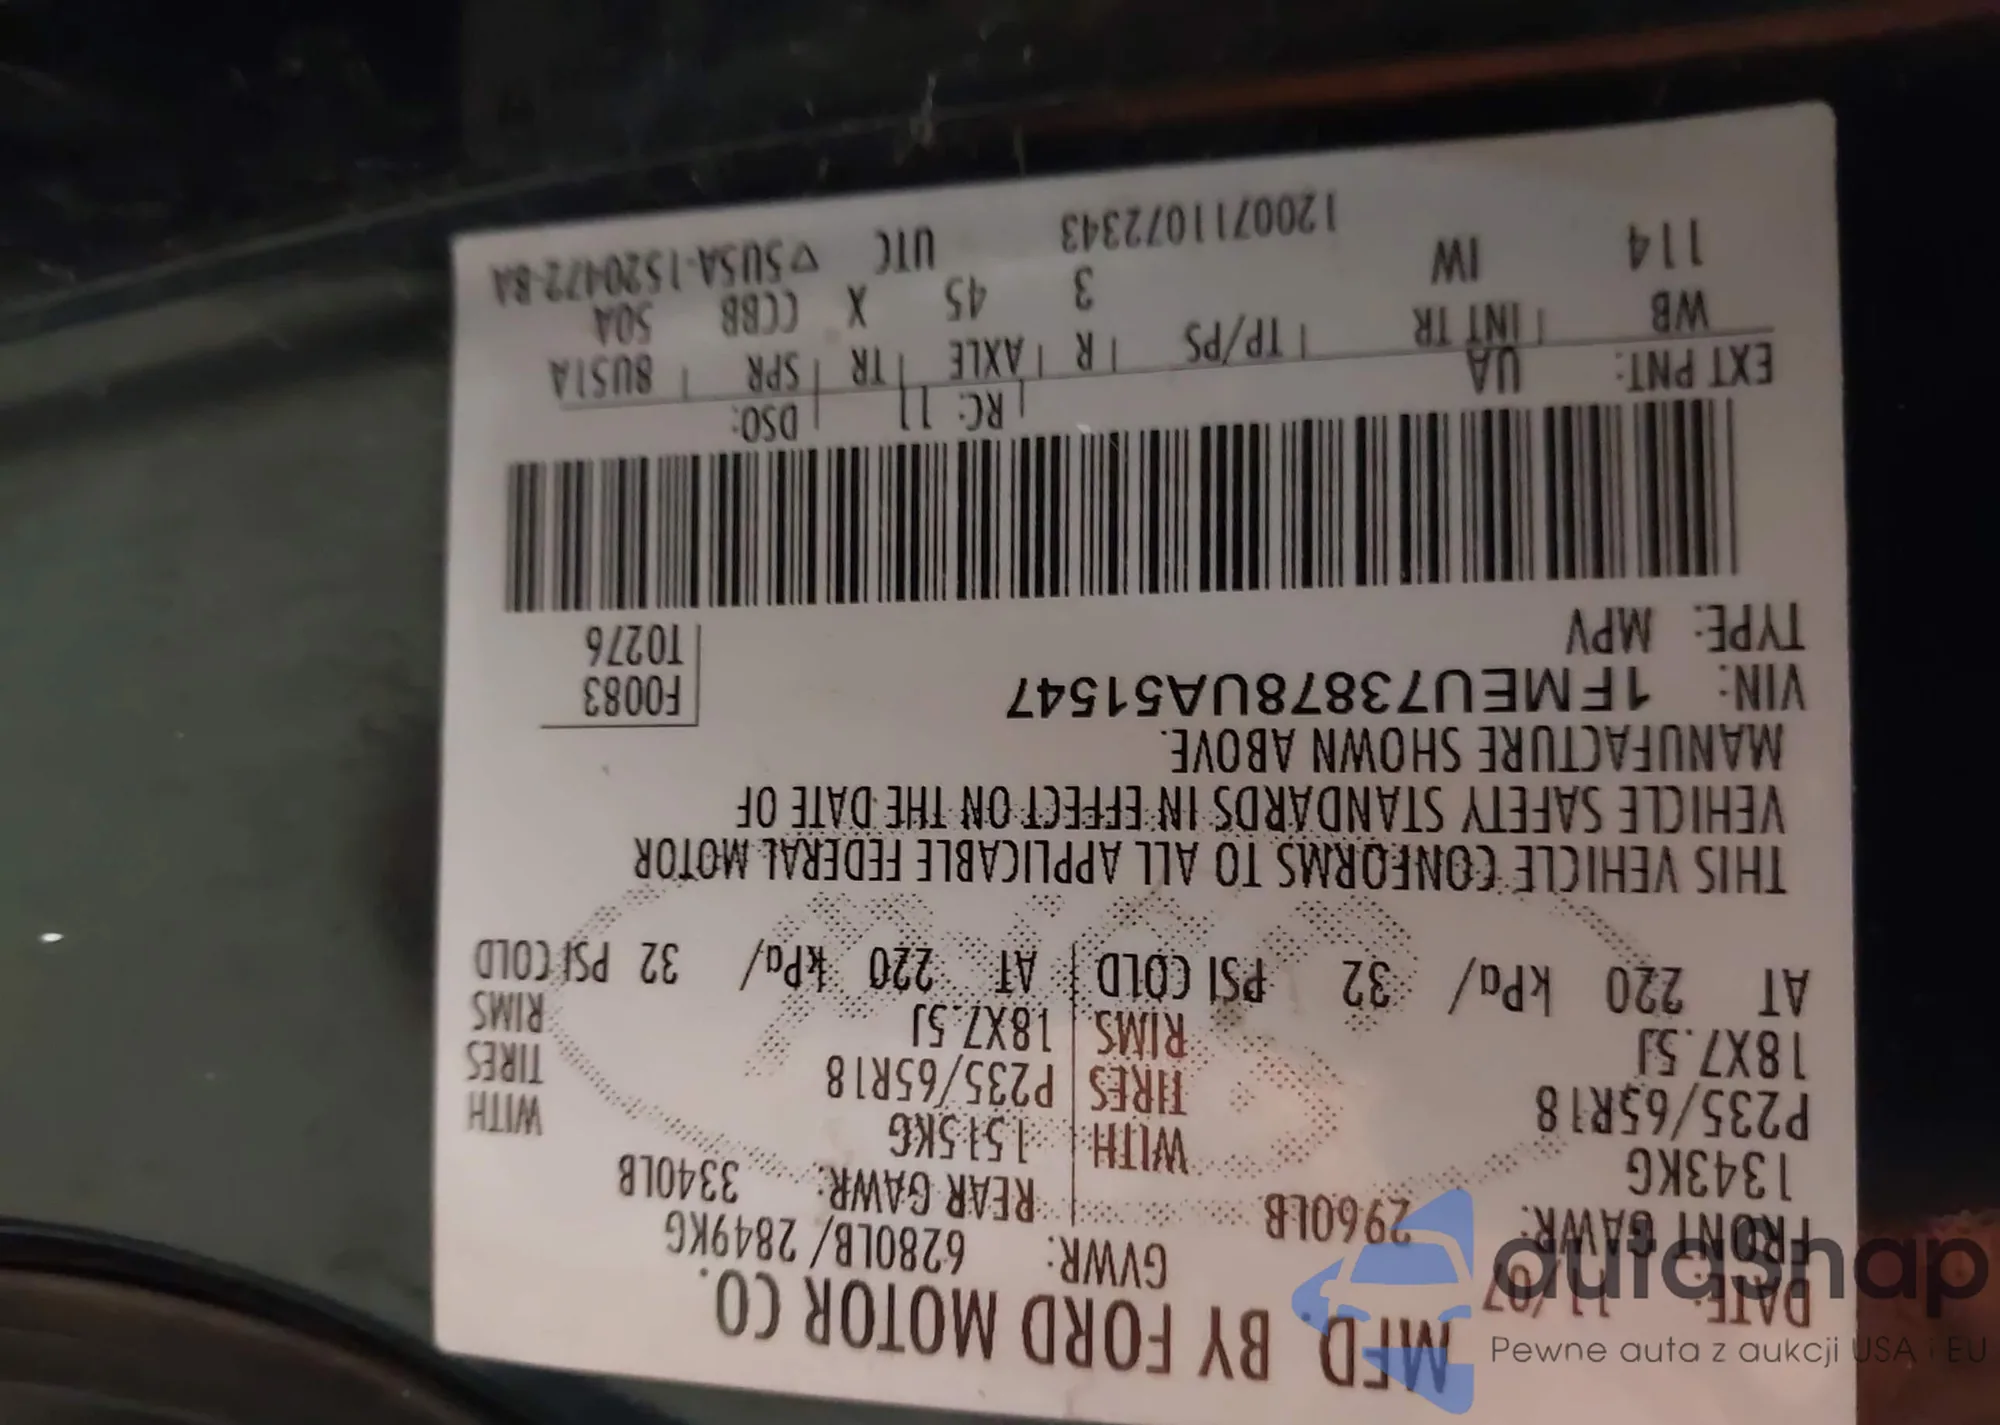 MFD. BY FORD MOTOR CO.
DATE: 11/07 GVWR: 6280LB/ 2849KG
FRONT GAWR: 2960LB REAR GAWR: 3340LB
1343KG WITH 1515KG WITH
P235/65R18 TIRES P235/65R18 TIRES
18X7.5J RIMS 18X7.5J RIMS
AT 220 kPa/ 32 PSI COLD AT 220 kPa/ 32 PSI COLD
THIS VEHICLE CONFORMS TO ALL APPLICABLE FEDERAL MOTOR
VEHICLE SAFETY STANDARDS IN EFFECT ON THE DATE OF
MANUFACTURE SHOWN ABOVE.
VIN: 1FMEU73878UA51547 F0083
TYPE: MPV T0276
EXT PNT: UA RC: 11 DSO:
WB INT TR TP/PS R AXLE TR SPR 8U51A
114 IW 3 45 X CCBB 50A
1200711072343 UTC ▽5USA-1520472-BA
autashap
Pewne auta z aukcji USA i EU